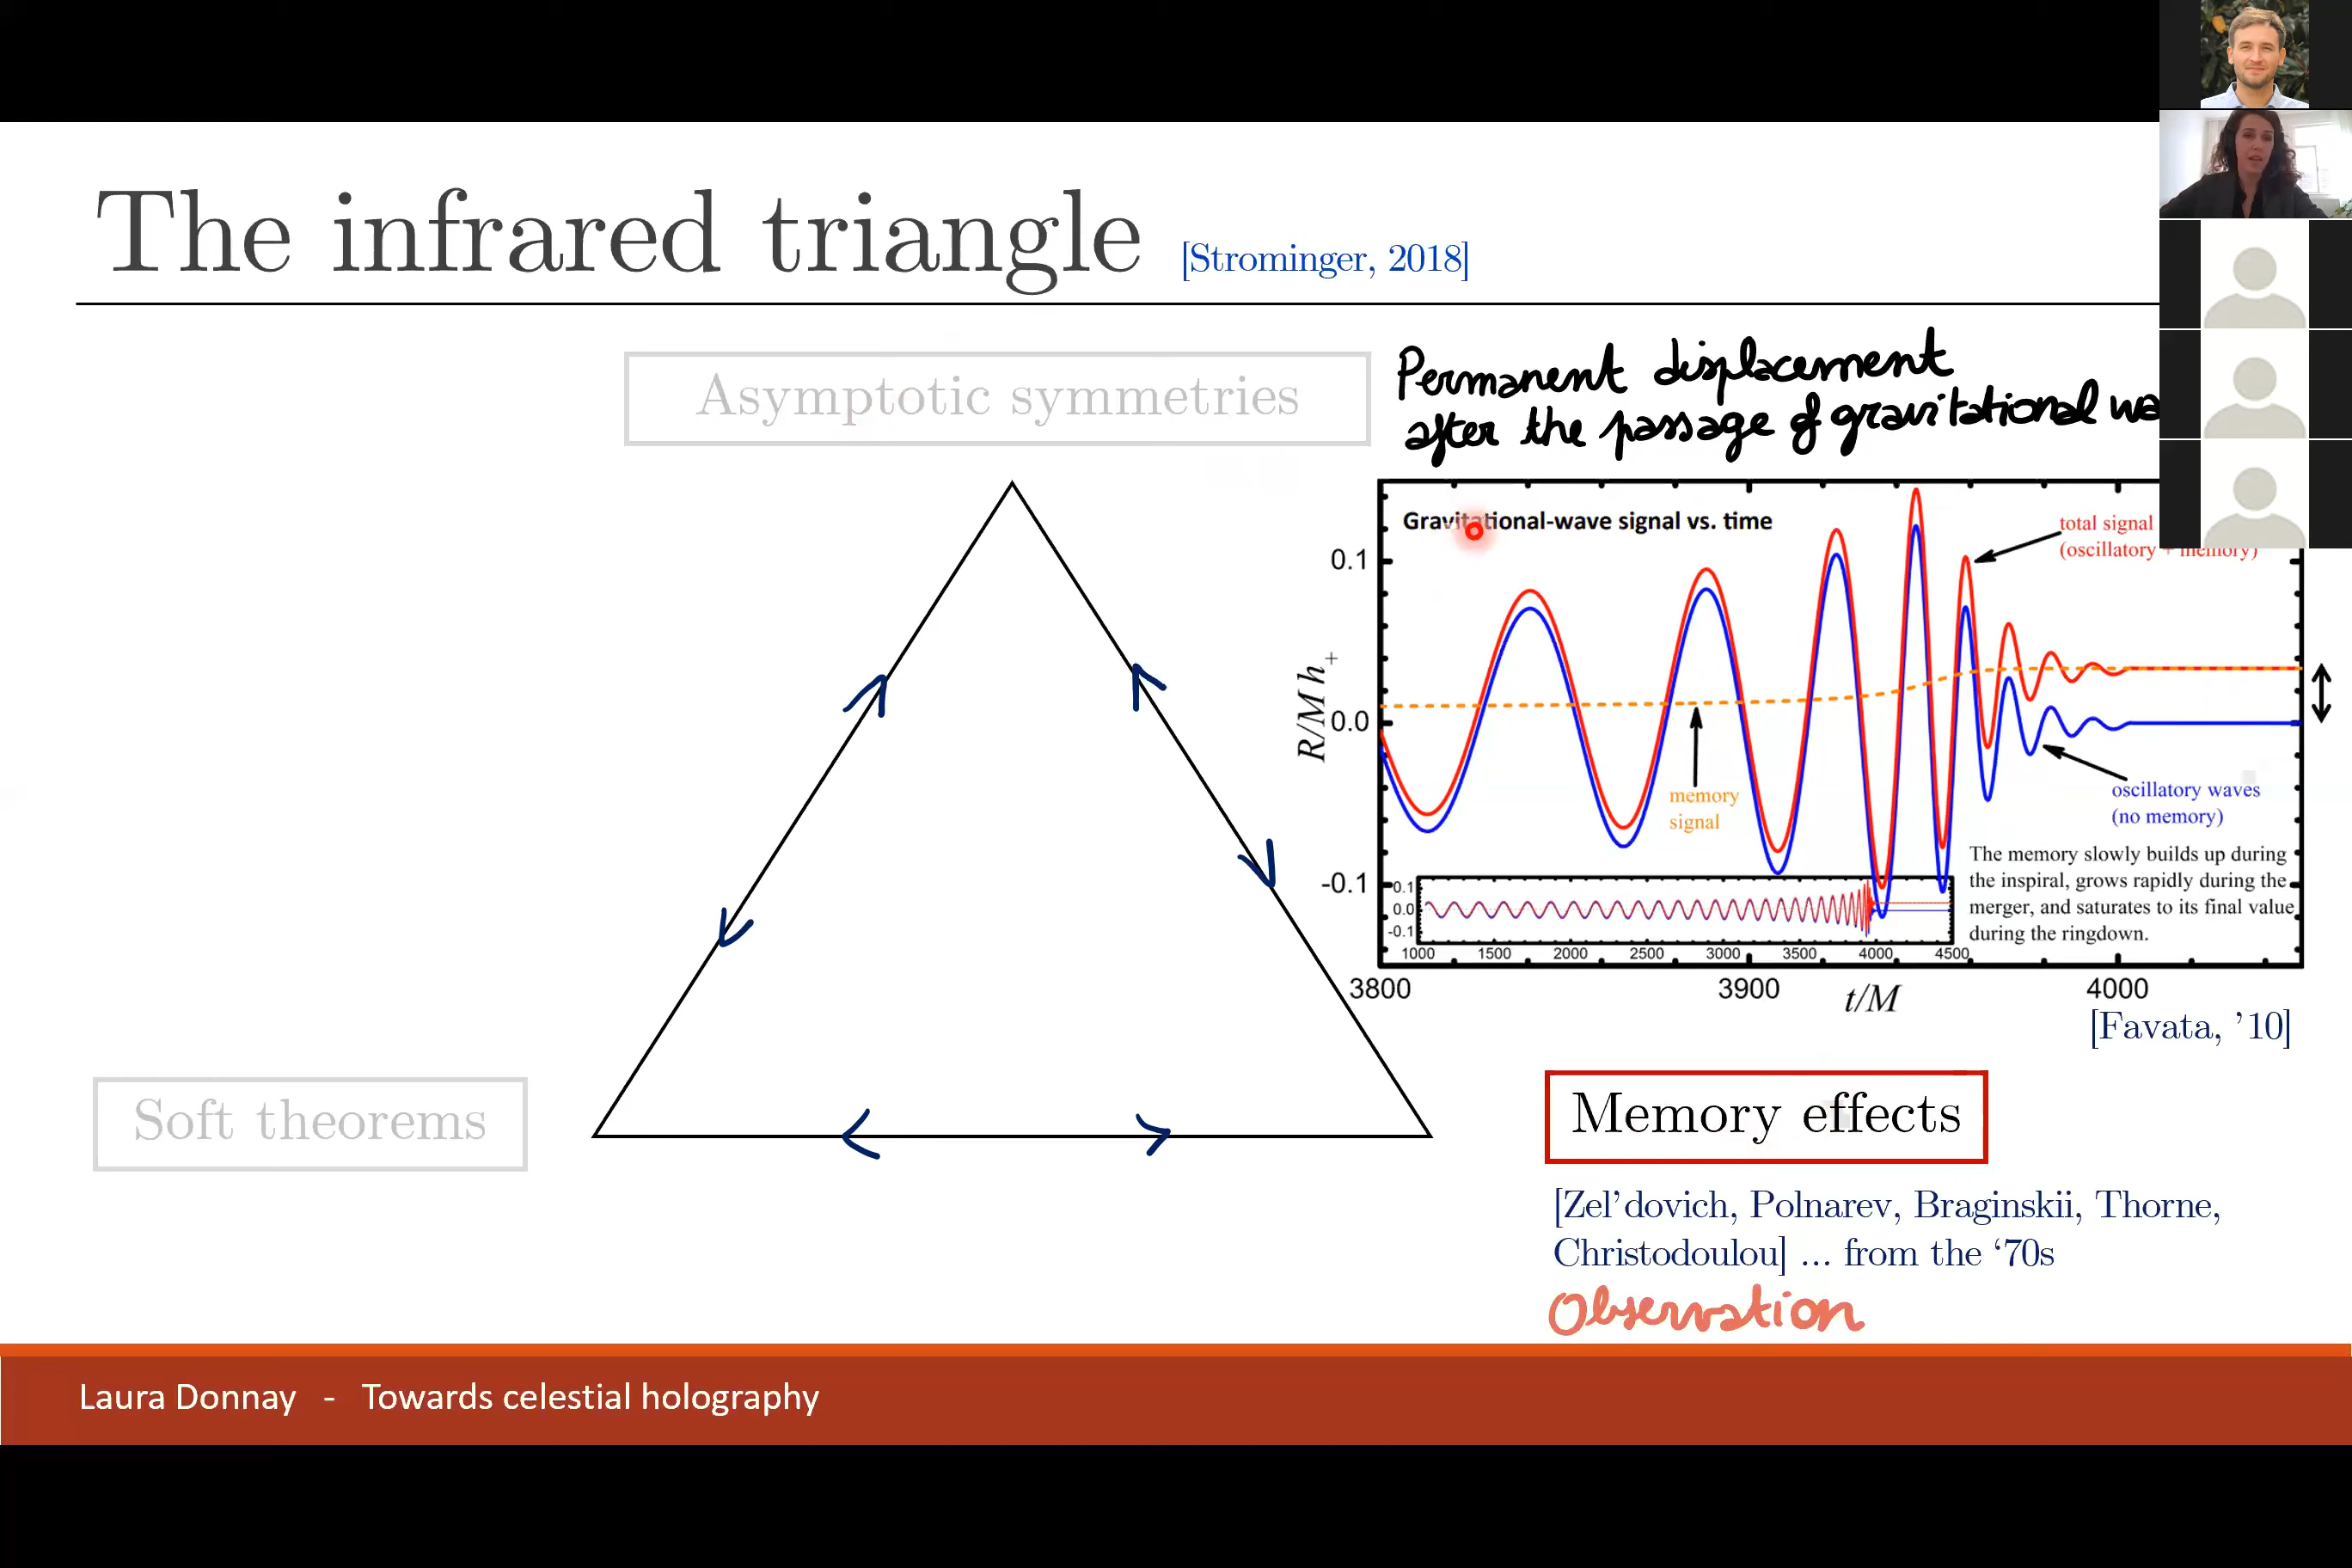 The infrared triangle [Strominger, 2018]
Asymptotic symmetries
Permanent displacement
after the passage of gravitational
Gravitational-wave signal vs. time
total signal
(oscillatory + memory)
R/M h+
0.1
0.0
-0.1
memory
signal
oscillatory waves
(no memory)
The memory slowly builds up during
the inspiral, grows rapidly during the
merger, and saturates to its final value
during the ringdown.
0.1
0.0
-0.1
1000 1500 2000 2500 3000 3500 4000 4500
3800 3900 t/M 4000
[Favata, ’10]
Soft theorems
Memory effects
[Zel’dovich, Polnarev, Braginskii, Thorne,
Christodoulou] ... from the ‘70s
Observation
Laura Donnay - Towards celestial holography